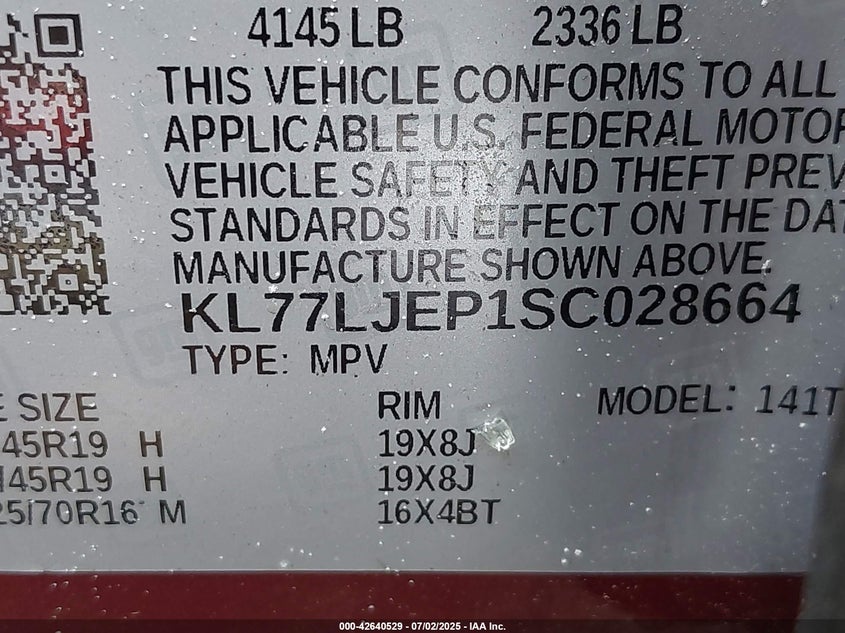 4145 LB 2336 LB
THIS VEHICLE CONFORMS TO ALL
APPLICABLE U.S. FEDERAL MOTOR
VEHICLE SAFETY AND THEFT PREV
STANDARDS IN EFFECT ON THE DAT
MANUFACTURE SHOWN ABOVE.
KL77LJEP1SC028664
TYPE: MPV
E SIZE RIM MODEL: 141T
45R19 H 19X8J
45R19 H 19X8J
25/70R16 M 16X4BT
000-42640529 - 07/02/2025 - IAA Inc.